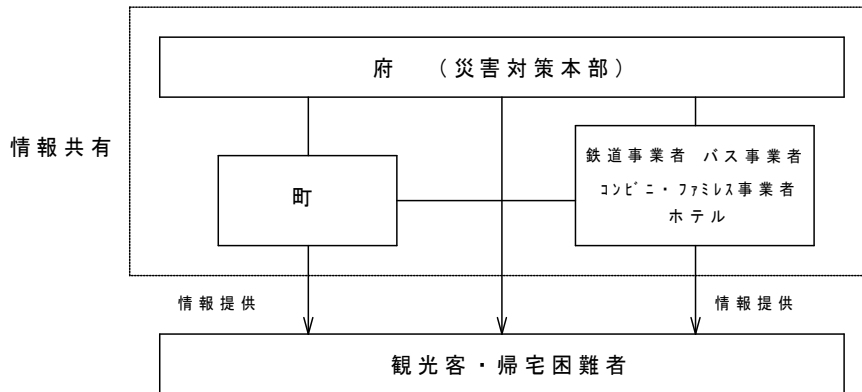 府 （災害対策本部）
情報共有
町
鉄道事業者 バス事業者
コンビニ・ファミレス事業者
ホテル
情報提供
情報提供
観光客・帰宅困難者